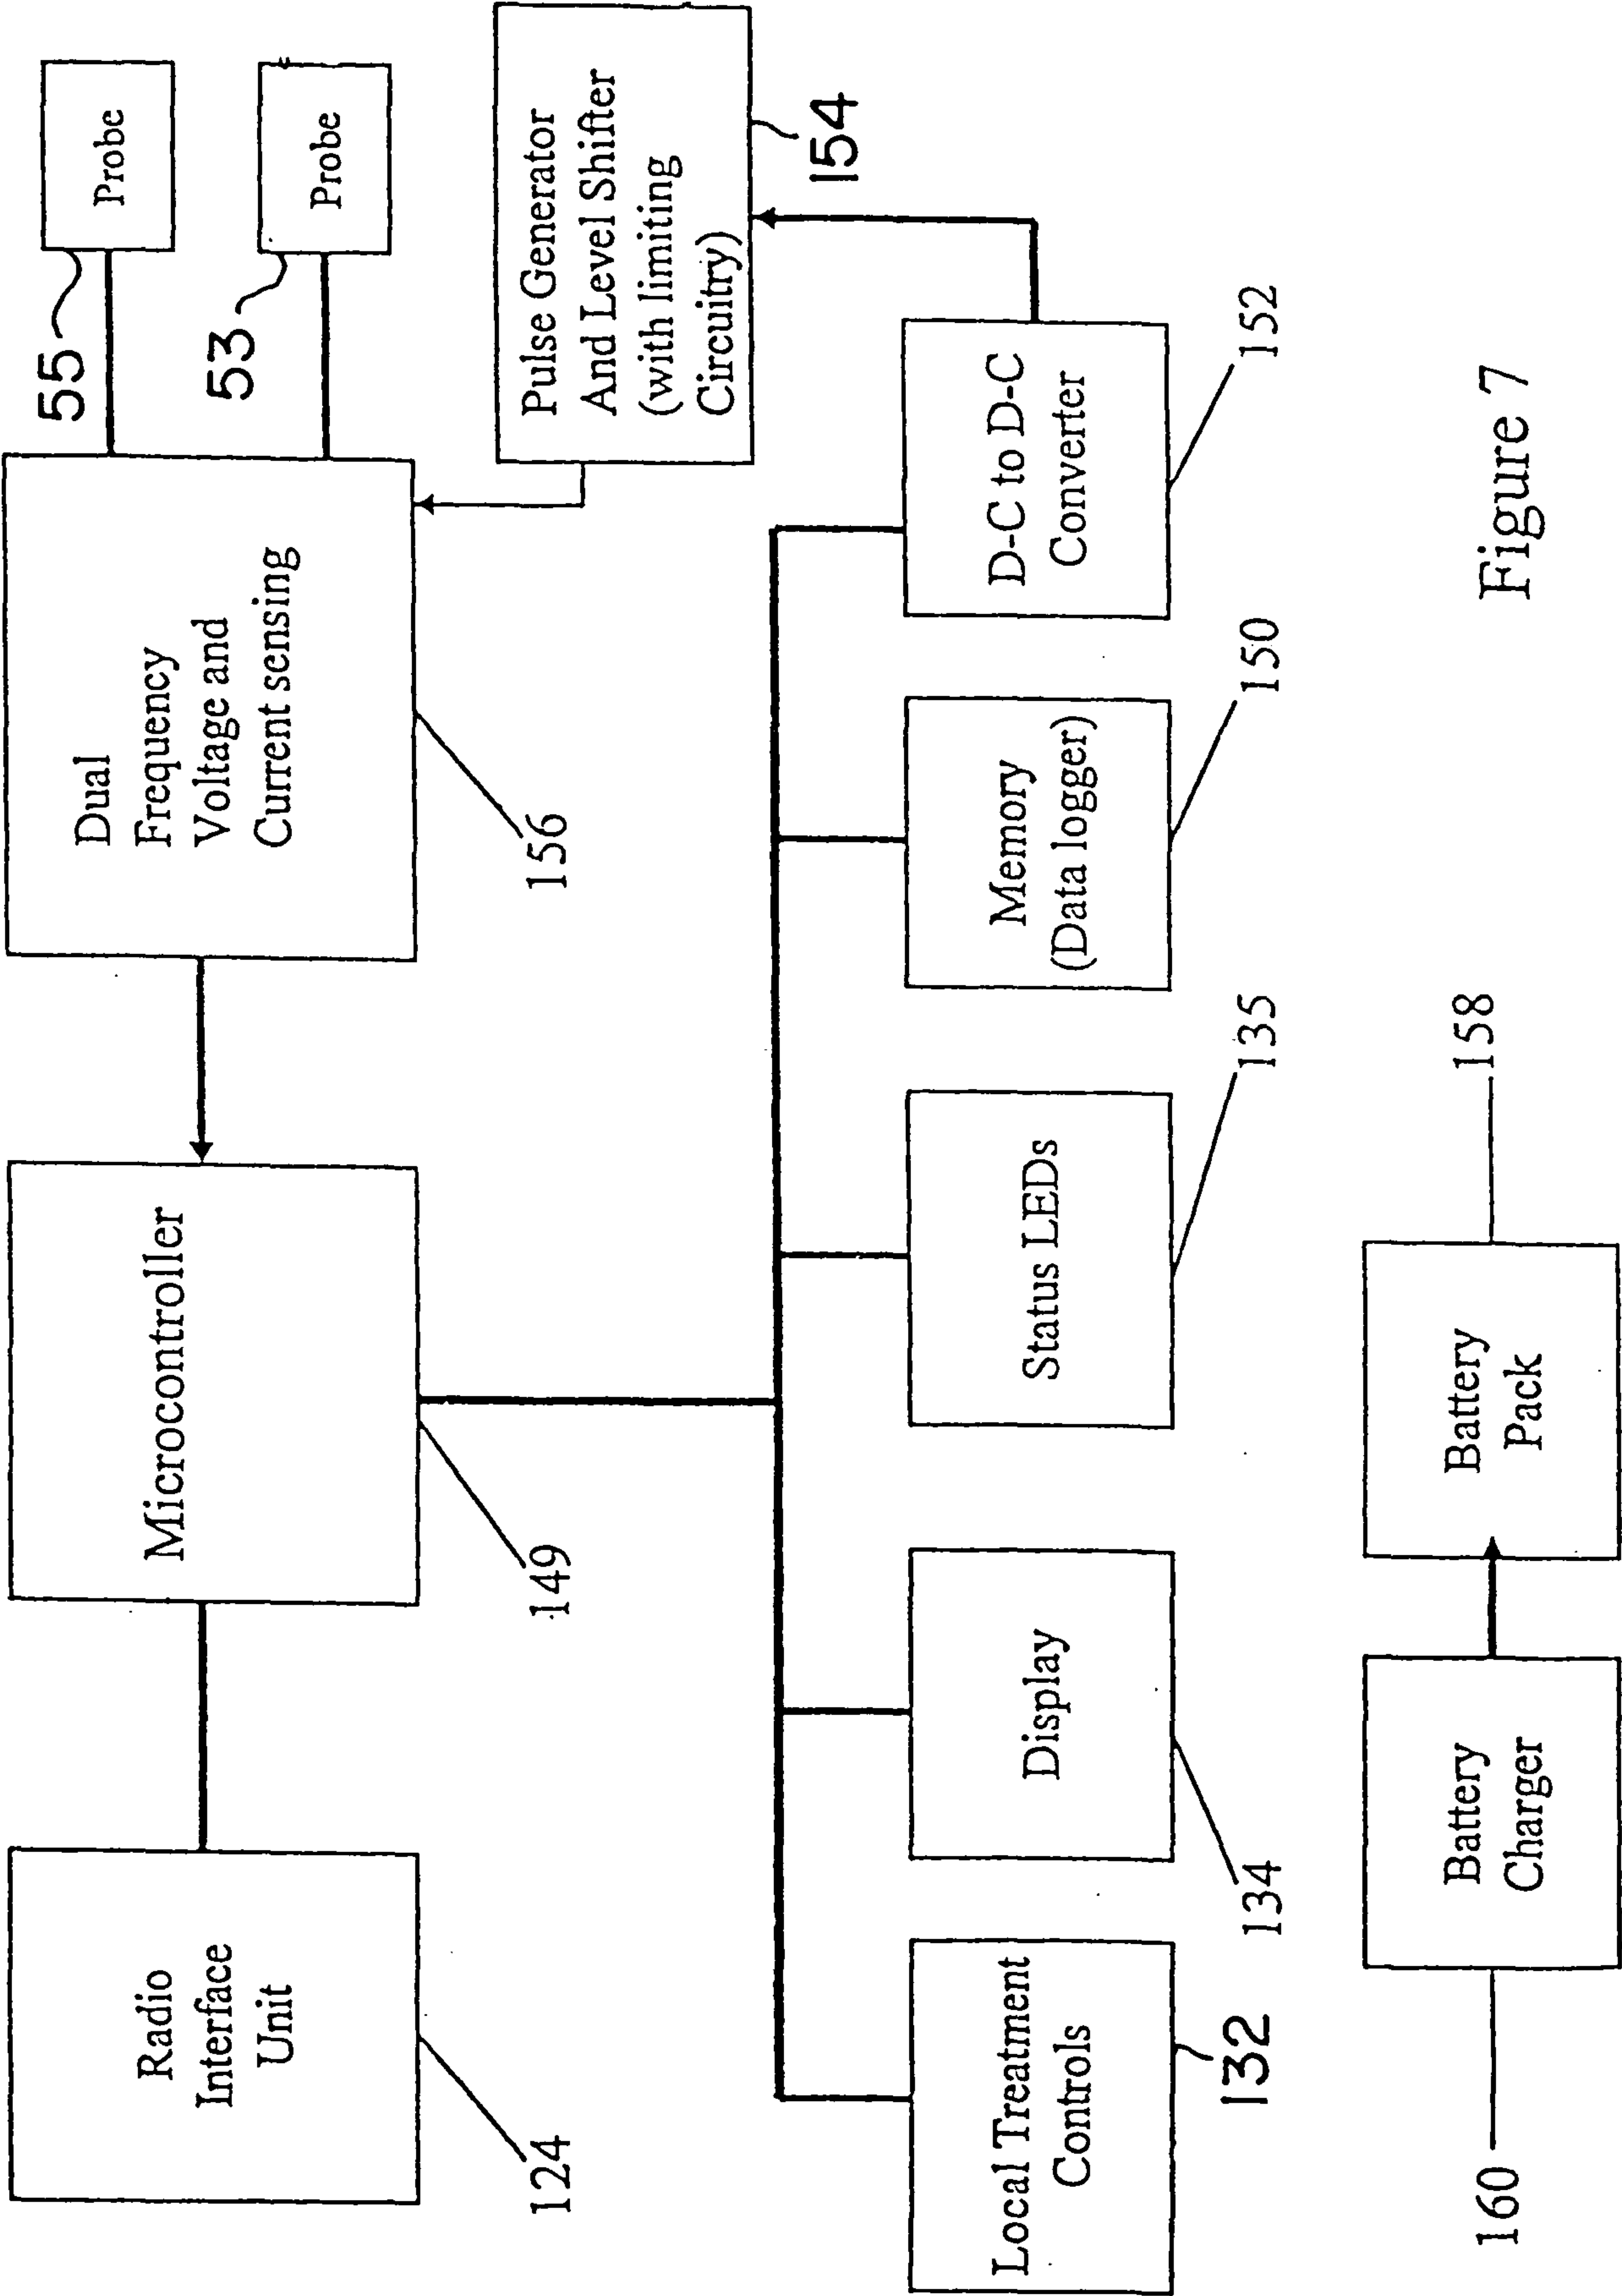 Radio
Interface
Unit
124
Microcontroller
149
Dual
Frequency
Voltage and
Current sensing
156
55
Probe
53
Probe
Pulse Generator
And Level Shifter
(with limiting
Circuitry)
154
Local Treatment
Controls
132
Display
134
Status LEDs
135
Memory
(Data logger)
150
D-C to D-C
Converter
152
160
Battery
Charger
Battery
Pack
158
Figure 7